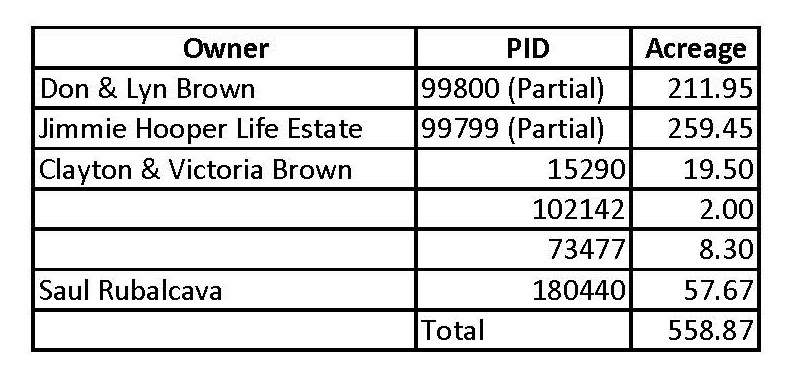 Owner PID Acreage
Don & Lyn Brown 99800 (Partial) 211.95
Jimmie Hooper Life Estate 99799 (Partial) 259.45
Clayton & Victoria Brown 15290 19.50
102142 2.00
73477 8.30
Saul Rubalcava 180440 57.67
Total 558.87